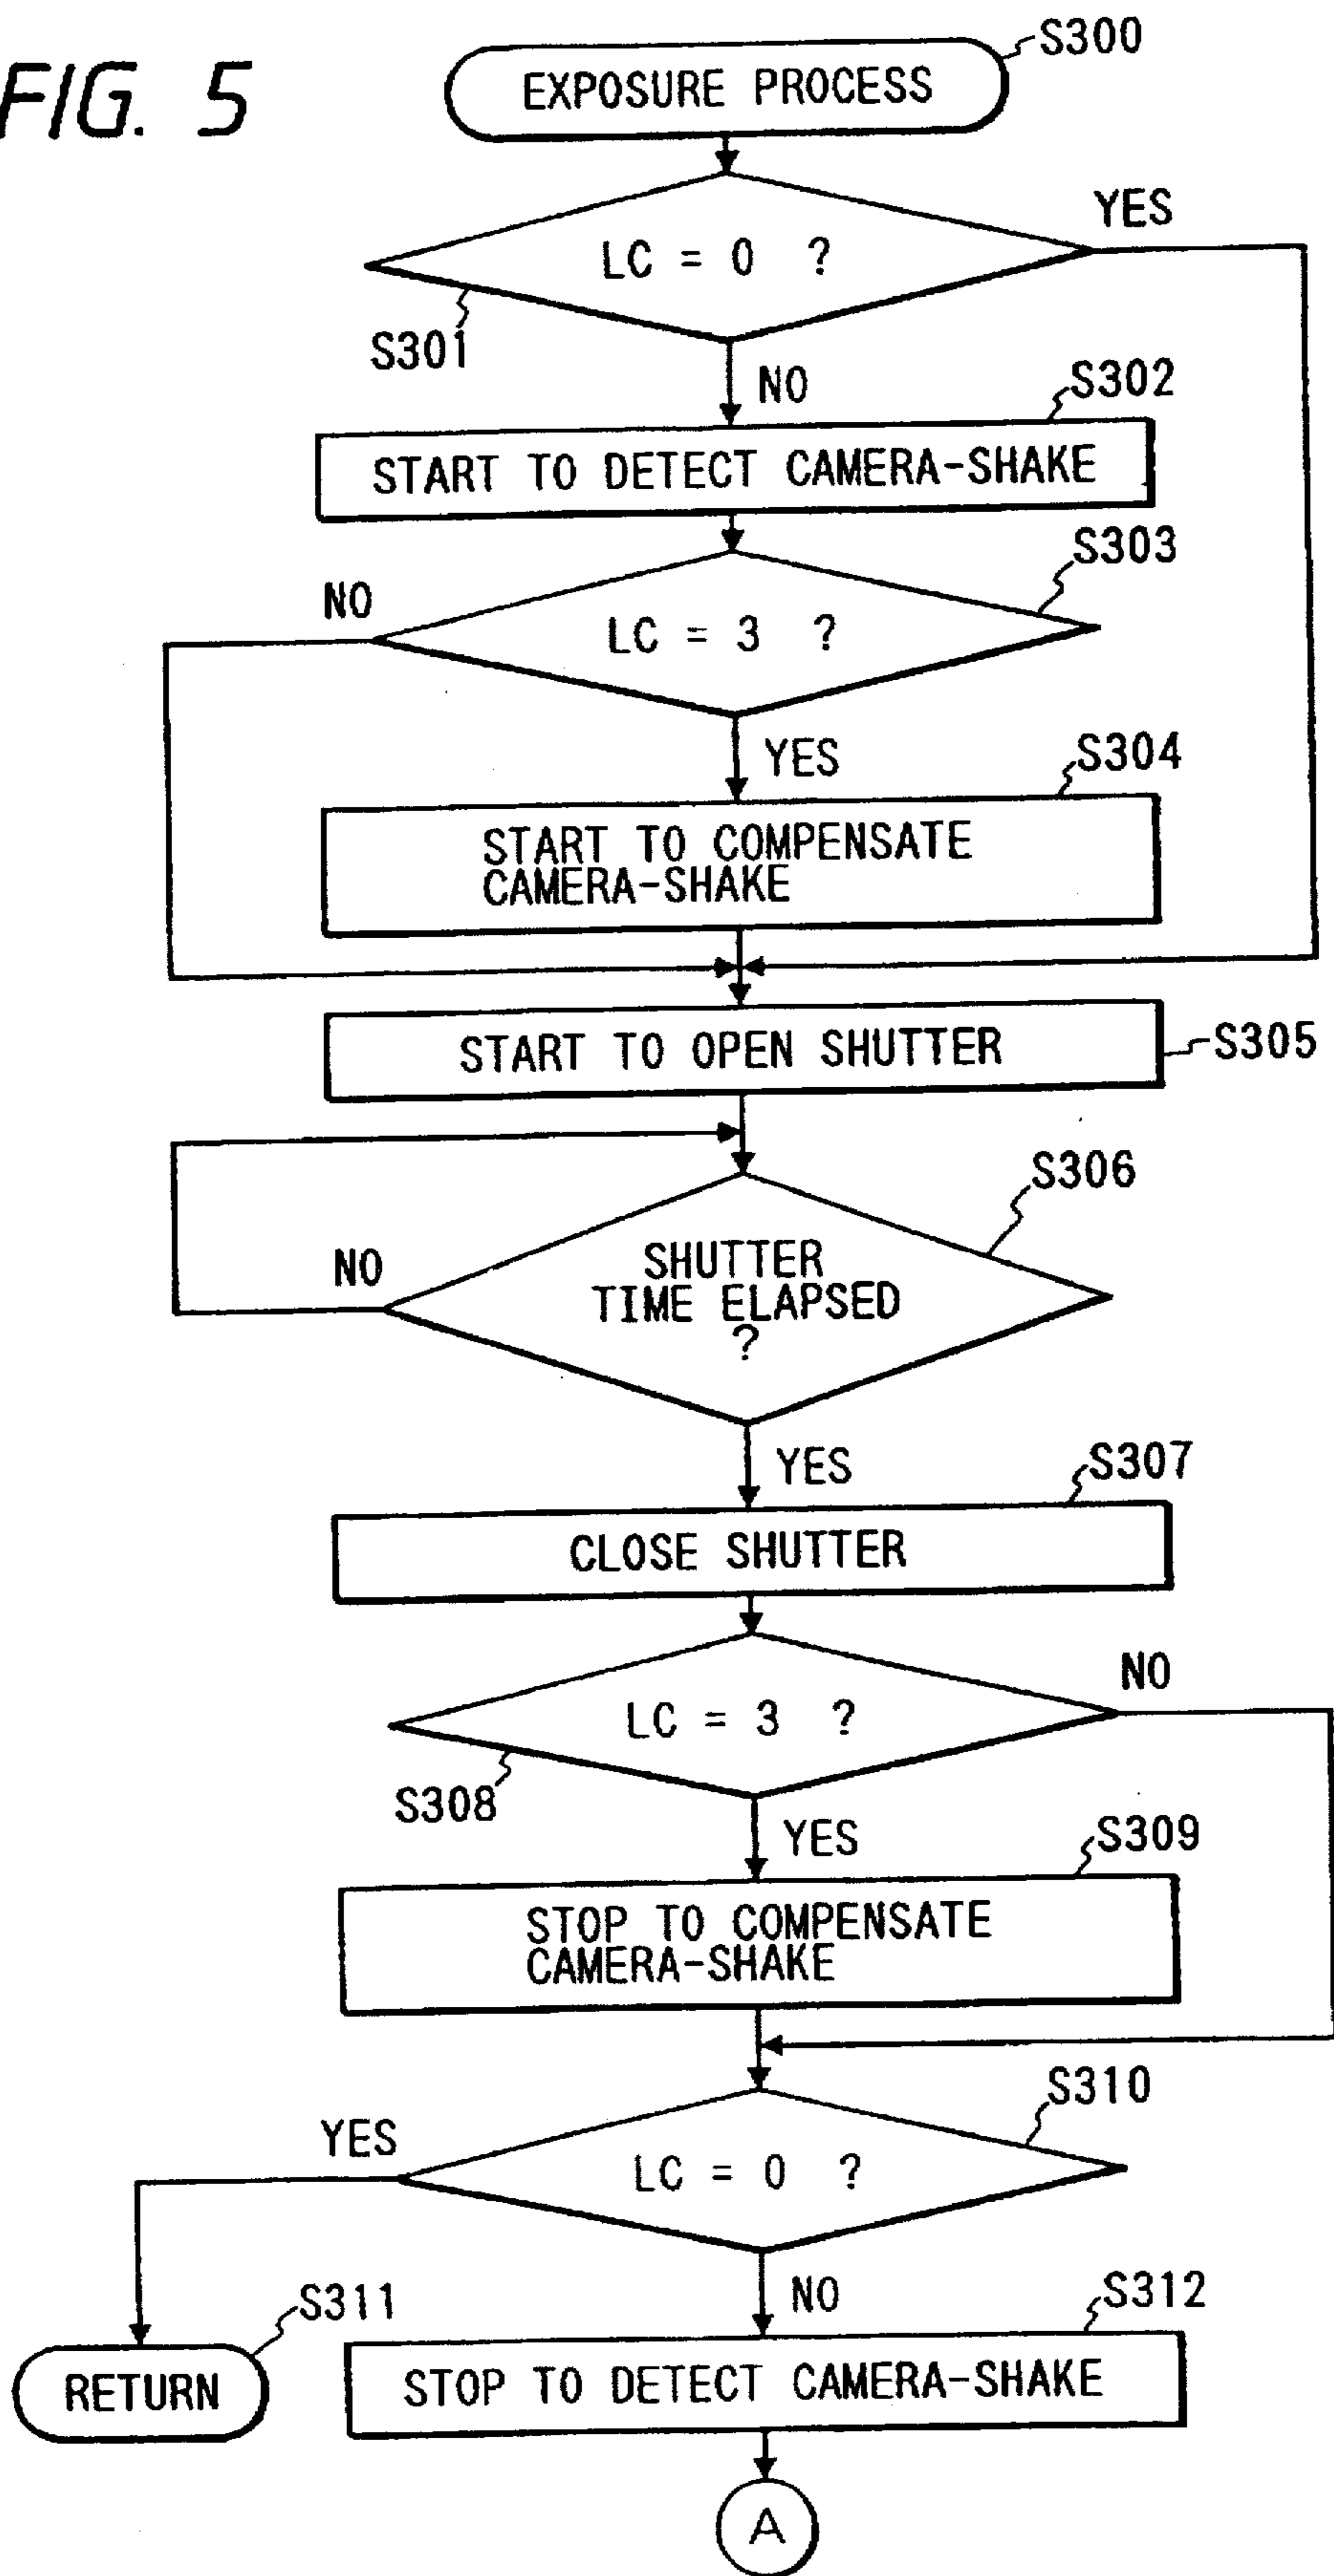 FIG. 5
S300
EXPOSURE PROCESS
YES
LC = 0 ?
S301
NO
S302
START TO DETECT CAMERA-SHAKE
S303
NO
LC = 3 ?
YES
S304
START TO COMPENSATE
CAMERA-SHAKE
START TO OPEN SHUTTER
S305
S306
NO
SHUTTER
TIME ELAPSED
?
YES
S307
CLOSE SHUTTER
NO
LC = 3 ?
S308
YES
S309
STOP TO COMPENSATE
CAMERA-SHAKE
S310
YES
LC = 0 ?
NO
S311
S312
RETURN
STOP TO DETECT CAMERA-SHAKE
A